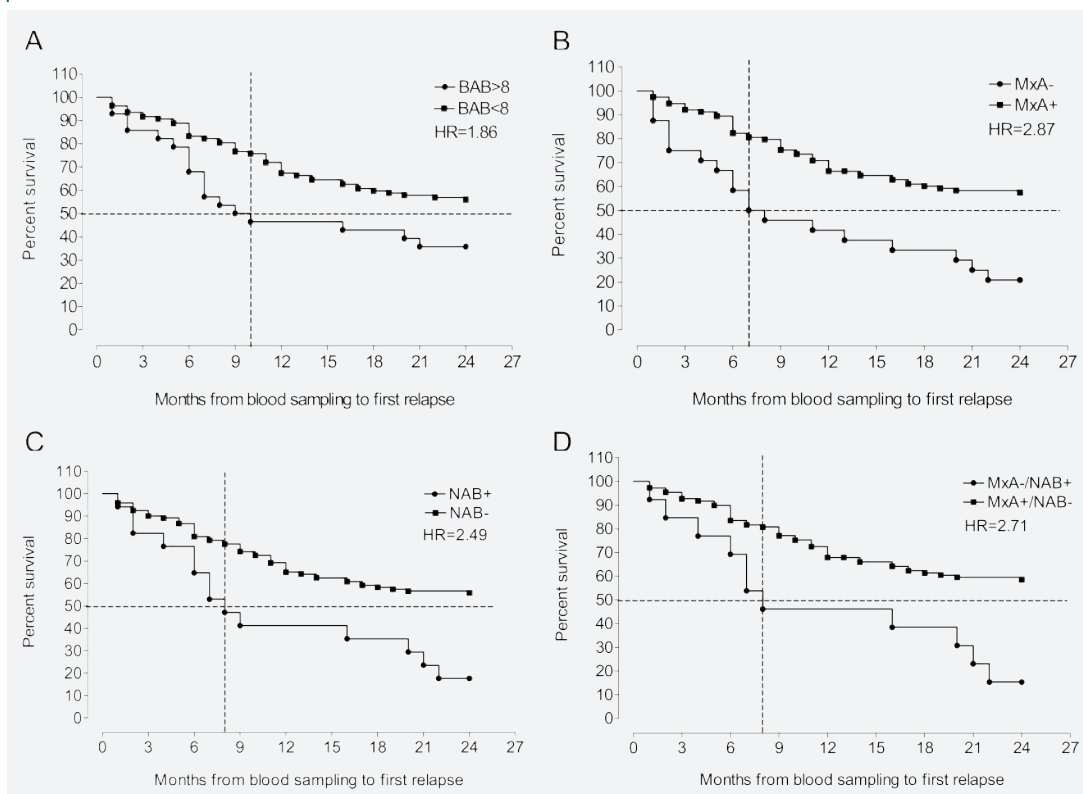 A
Percent survival
110
100
90
80
70
60
50
40
30
20
10
0
BAB>8
BAB<8
HR=1.86
0 3 6 9 12 15 18 21 24 27
Months from blood sampling to first relapse
B
Percent survival
110
100
90
80
70
60
50
40
30
20
10
0
MxA-
MxA+
HR=2.87
0 3 6 9 12 15 18 21 24 27
Months from blood sampling to first relapse
C
Percent survival
110
100
90
80
70
60
50
40
30
20
10
0
NAB+
NAB-
HR=2.49
0 3 6 9 12 15 18 21 24 27
Months from blood sampling to first relapse
D
Percent survival
110
100
90
80
70
60
50
40
30
20
10
0
MxA-/NAB+
MxA+/NAB-
HR=2.71
0 3 6 9 12 15 18 21 24 27
Months from blood sampling to first relapse